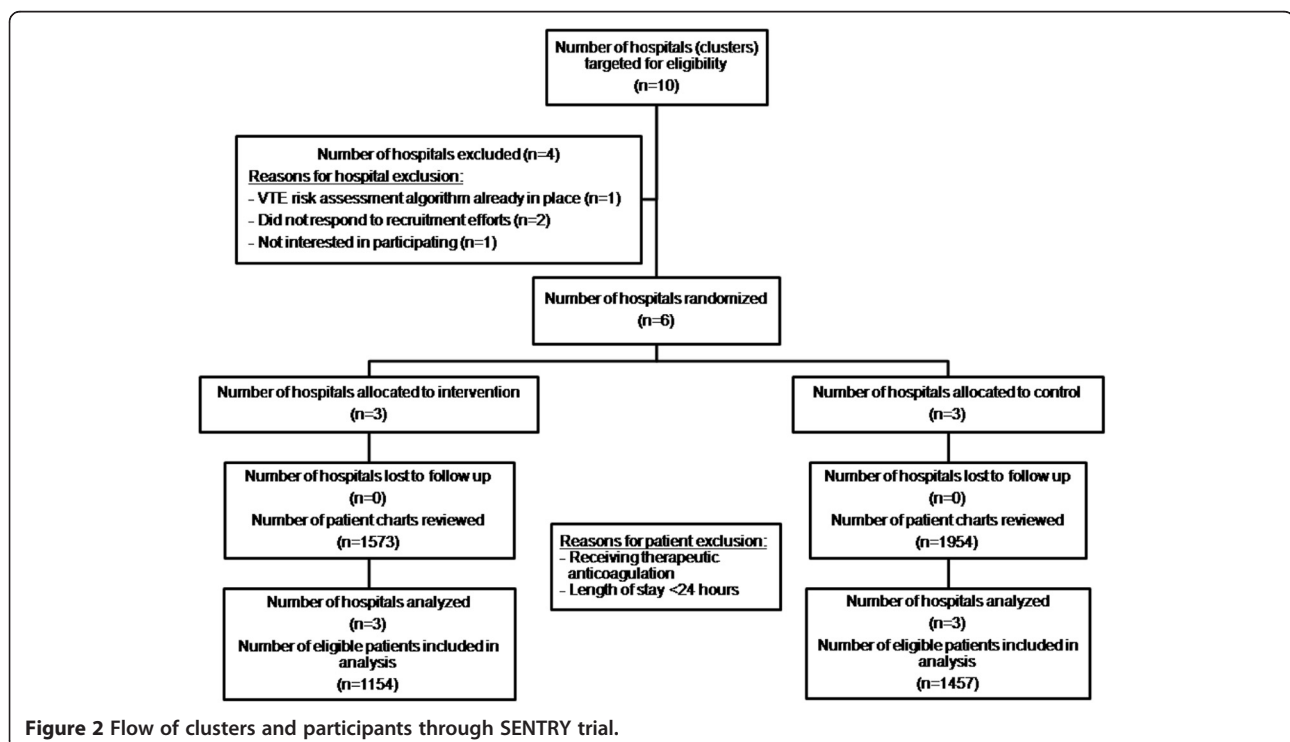 Number of hospitals (clusters)
targeted for eligibility
(n=10)
Number of hospitals excluded (n=4)
Reasons for hospital exclusion:
- VTE risk assessment algorithm already in place (n=1)
- Did not respond to recruitment efforts (n=2)
- Not interested in participating (n=1)
Number of hospitals randomized
(n=6)
Number of hospitals allocated to intervention
(n=3)
Number of hospitals allocated to control
(n=3)
Number of hospitals lost to follow up
(n=0)
Number of patient charts reviewed
(n=1573)
Number of hospitals lost to follow up
(n=0)
Number of patient charts reviewed
(n=1954)
Reasons for patient exclusion:
- Receiving therapeutic
anticoagulation
- Length of stay <24 hours
Number of hospitals analyzed
(n=3)
Number of eligible patients included in
analysis
(n=1154)
Number of hospitals analyzed
(n=3)
Number of eligible patients included in
analysis
(n=1457)
Figure 2 Flow of clusters and participants through SENTRY trial.